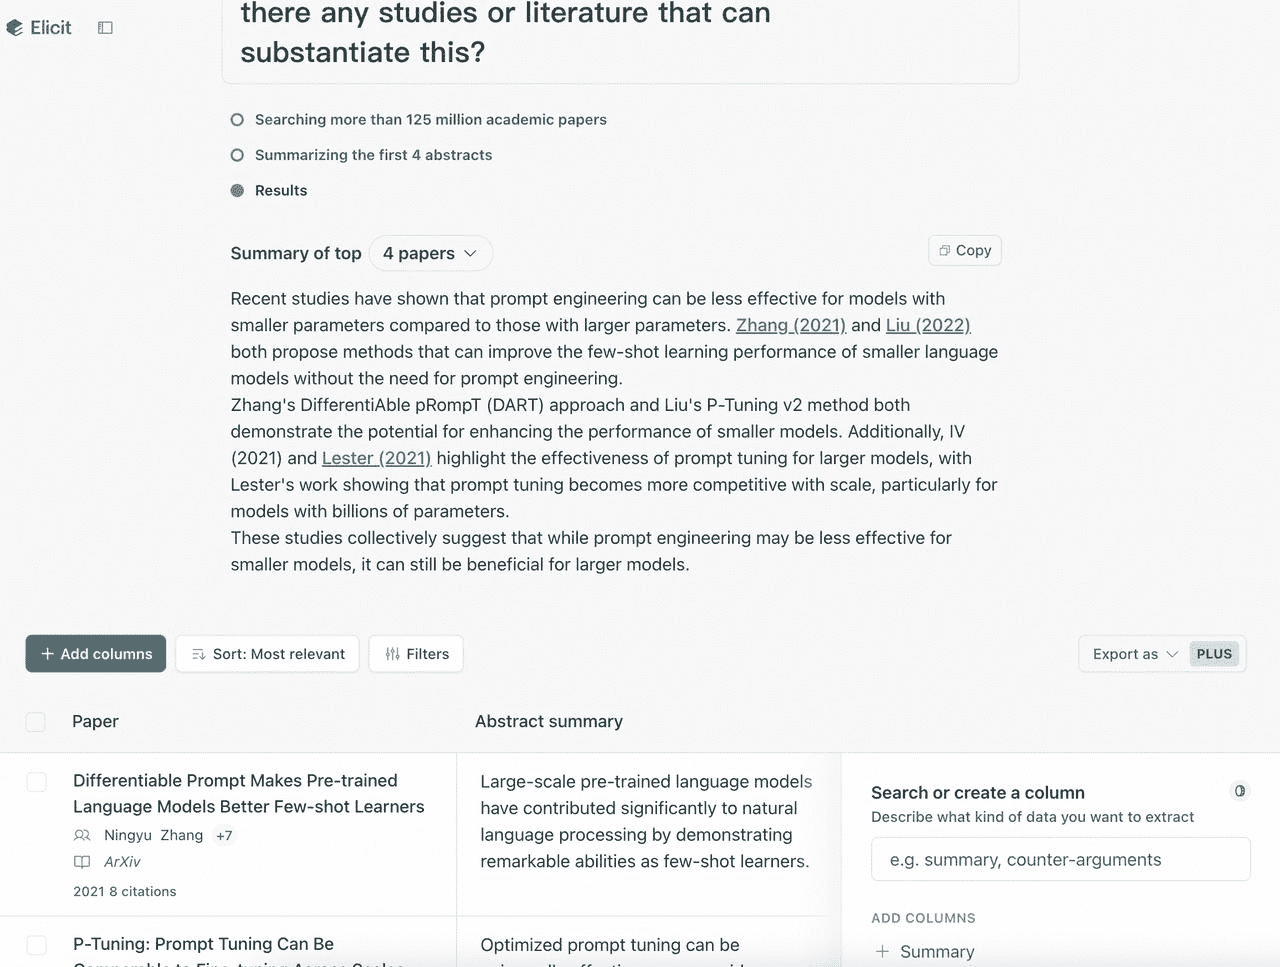 there any studies or literature that can
Elicit
substantiate this?
Searching more than 125 million academic papers
Summarizing the first 4 abstracts
Results
Summary of top 4 papers
Copy
Recent studies have shown that prompt engineering can be less effective for models with
smaller parameters compared to those with larger parameters. Zhang (2021) and Liu (2022)
both propose methods that can improve the few-shot learning performance of smaller language
models without the need for prompt engineering.
Zhang's DifferentiAble pRompT (DART) approach and Liu's P-Tuning v2 method both
demonstrate the potential for enhancing the performance of smaller models. Additionally, IV
(2021) and Lester (2021) highlight the effectiveness of prompt tuning for larger models, with
Lester's work showing that prompt tuning becomes more competitive with scale, particularly for
models with billions of parameters.
These studies collectively suggest that while prompt engineering may be less effective for
smaller models, it can still be beneficial for larger models.
+ Add columns
Sort: Most relevant
Filters
Export as PLUS
Paper
Abstract summary
Differentiable Prompt Makes Pre-trained
Language Models Better Few-shot Learners
Ningyu Zhang +7
ArXiv
2021 8 citations
Large-scale pre-trained language models
have contributed significantly to natural
language processing by demonstrating
remarkable abilities as few-shot learners.
Search or create a column
Describe what kind of data you want to extract
e.g. summary, counter-arguments
ADD COLUMNS
+ Summary
P-Tuning: Prompt Tuning Can Be
Optimized prompt tuning can be